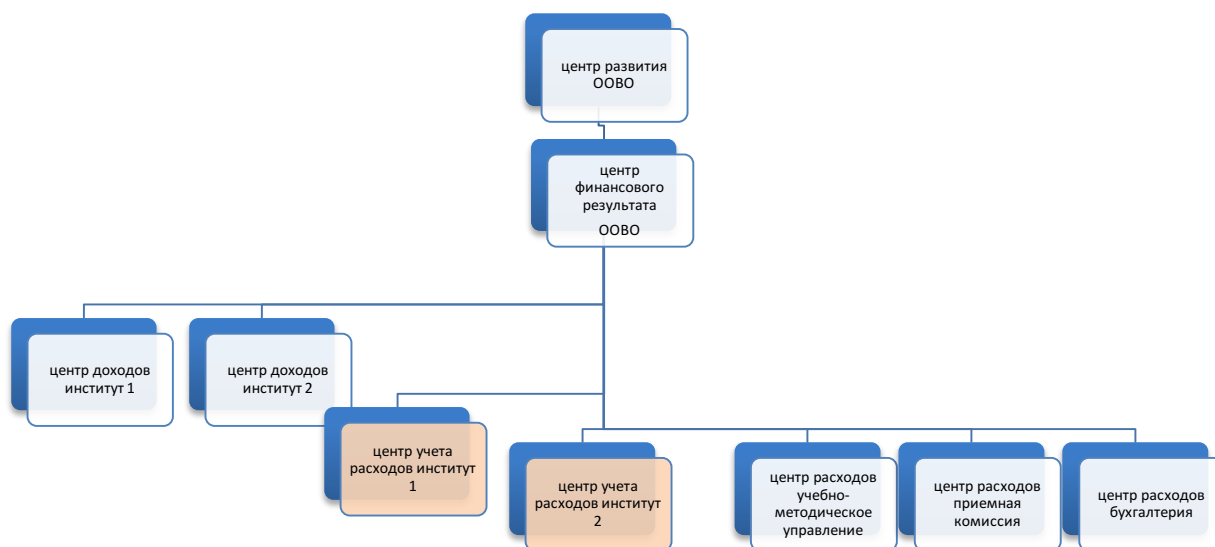 центр развития
ООВО
центр
финансового
результата
ООВО
центр доходов
институт 1
центр доходов
институт 2
центр учета
расходов институт
1
центр учета
расходов институт
2
центр расходов
учебно-
методическое
управление
центр расходов
приемная
комиссия
центр расходов
бухгалтерия